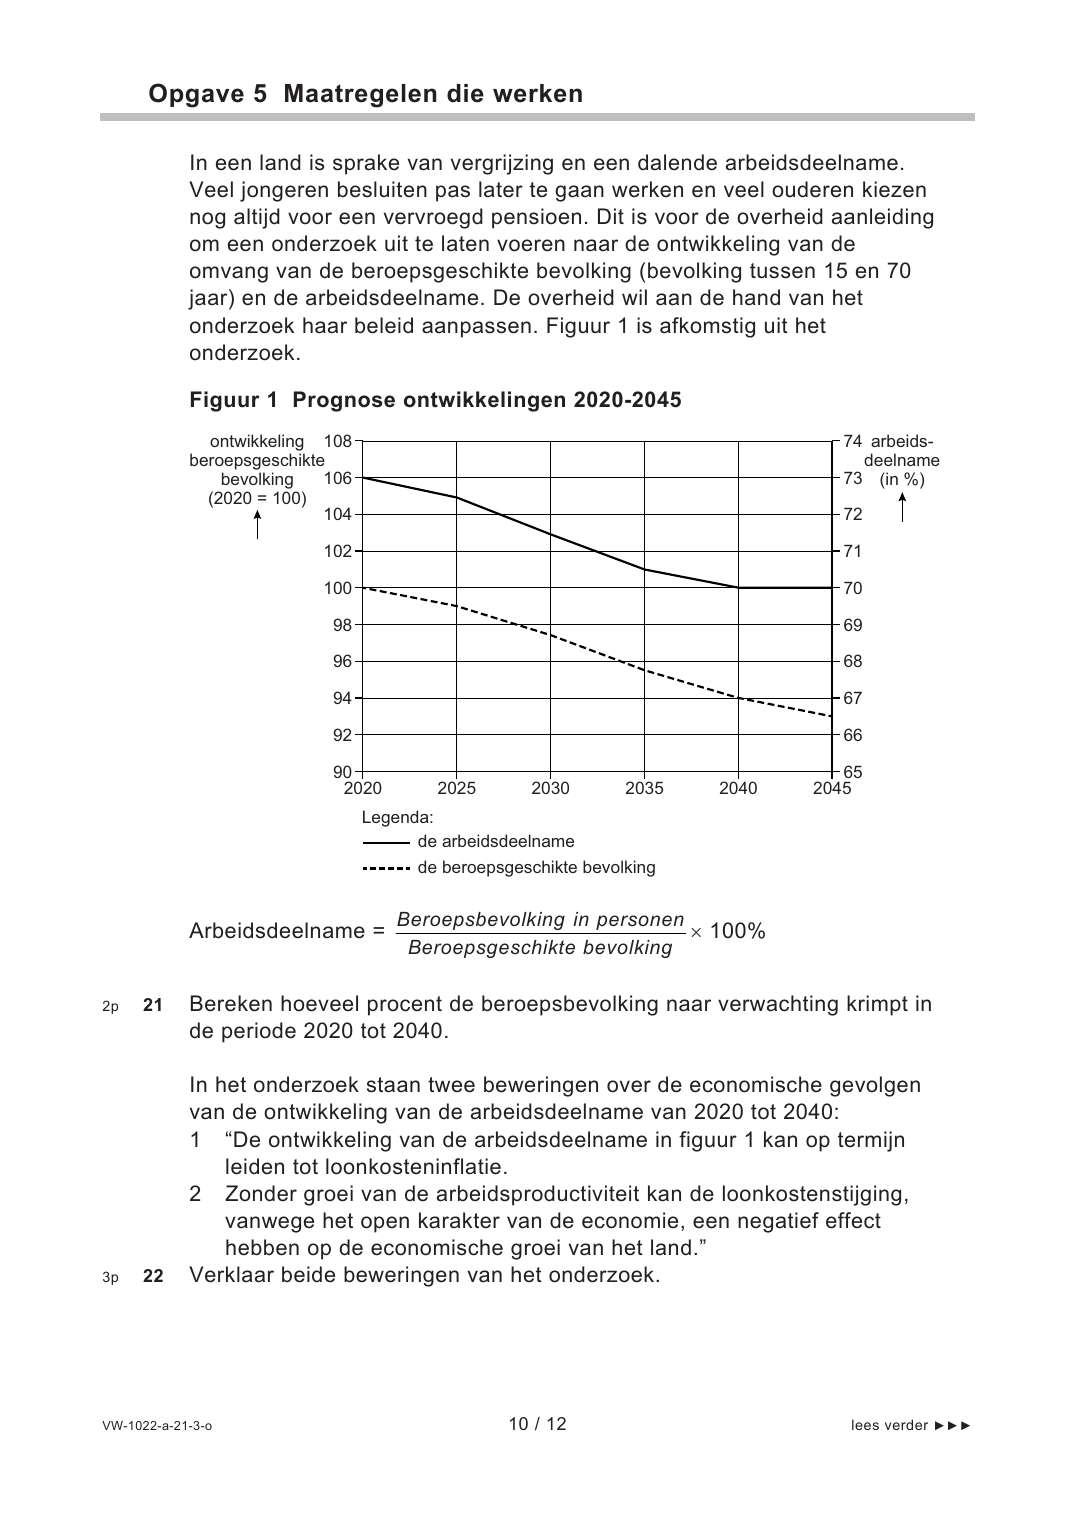 Opgave 5  Maatregelen die werken
In een land is sprake van vergrijzing en een dalende arbeidsdeelname.
Veel jongeren besluiten pas later te gaan werken en veel ouderen kiezen
nog altijd voor een vervroegd pensioen. Dit is voor de overheid aanleiding
om een onderzoek uit te laten voeren naar de ontwikkeling van de
omvang van de beroepsgeschikte bevolking (bevolking tussen 15 en 70
jaar) en de arbeidsdeelname. De overheid wil aan de hand van het
onderzoek haar beleid aanpassen. Figuur 1 is afkomstig uit het
onderzoek.
Figuur 1  Prognose ontwikkelingen 2020-2045
ontwikkeling
beroepsgeschikte
bevolking
(2020 = 100)
108
106
104
102
100
98
96
94
92
90
74
73
72
71
70
69
68
67
66
65
arbeids-
deelname
(in %)
2020 2025 2030 2035 2040 2045
Legenda:
de arbeidsdeelname
de beroepsgeschikte bevolking
Beroepsbevolking in personen
Arbeidsdeelname = × 100%
Beroepsgeschikte bevolking
2p 21 Bereken hoeveel procent de beroepsbevolking naar verwachting krimpt in
de periode 2020 tot 2040.
In het onderzoek staan twee beweringen over de economische gevolgen
van de ontwikkeling van de arbeidsdeelname van 2020 tot 2040:
1 “De ontwikkeling van de arbeidsdeelname in figuur 1 kan op termijn
leiden tot loonkosteninflatie.
2 Zonder groei van de arbeidsproductiviteit kan de loonkostenstijging,
vanwege het open karakter van de economie, een negatief effect
hebben op de economische groei van het land.”
3p 22 Verklaar beide beweringen van het onderzoek.
VW-1022-a-21-3-o 10 / 12 lees verder ►►►